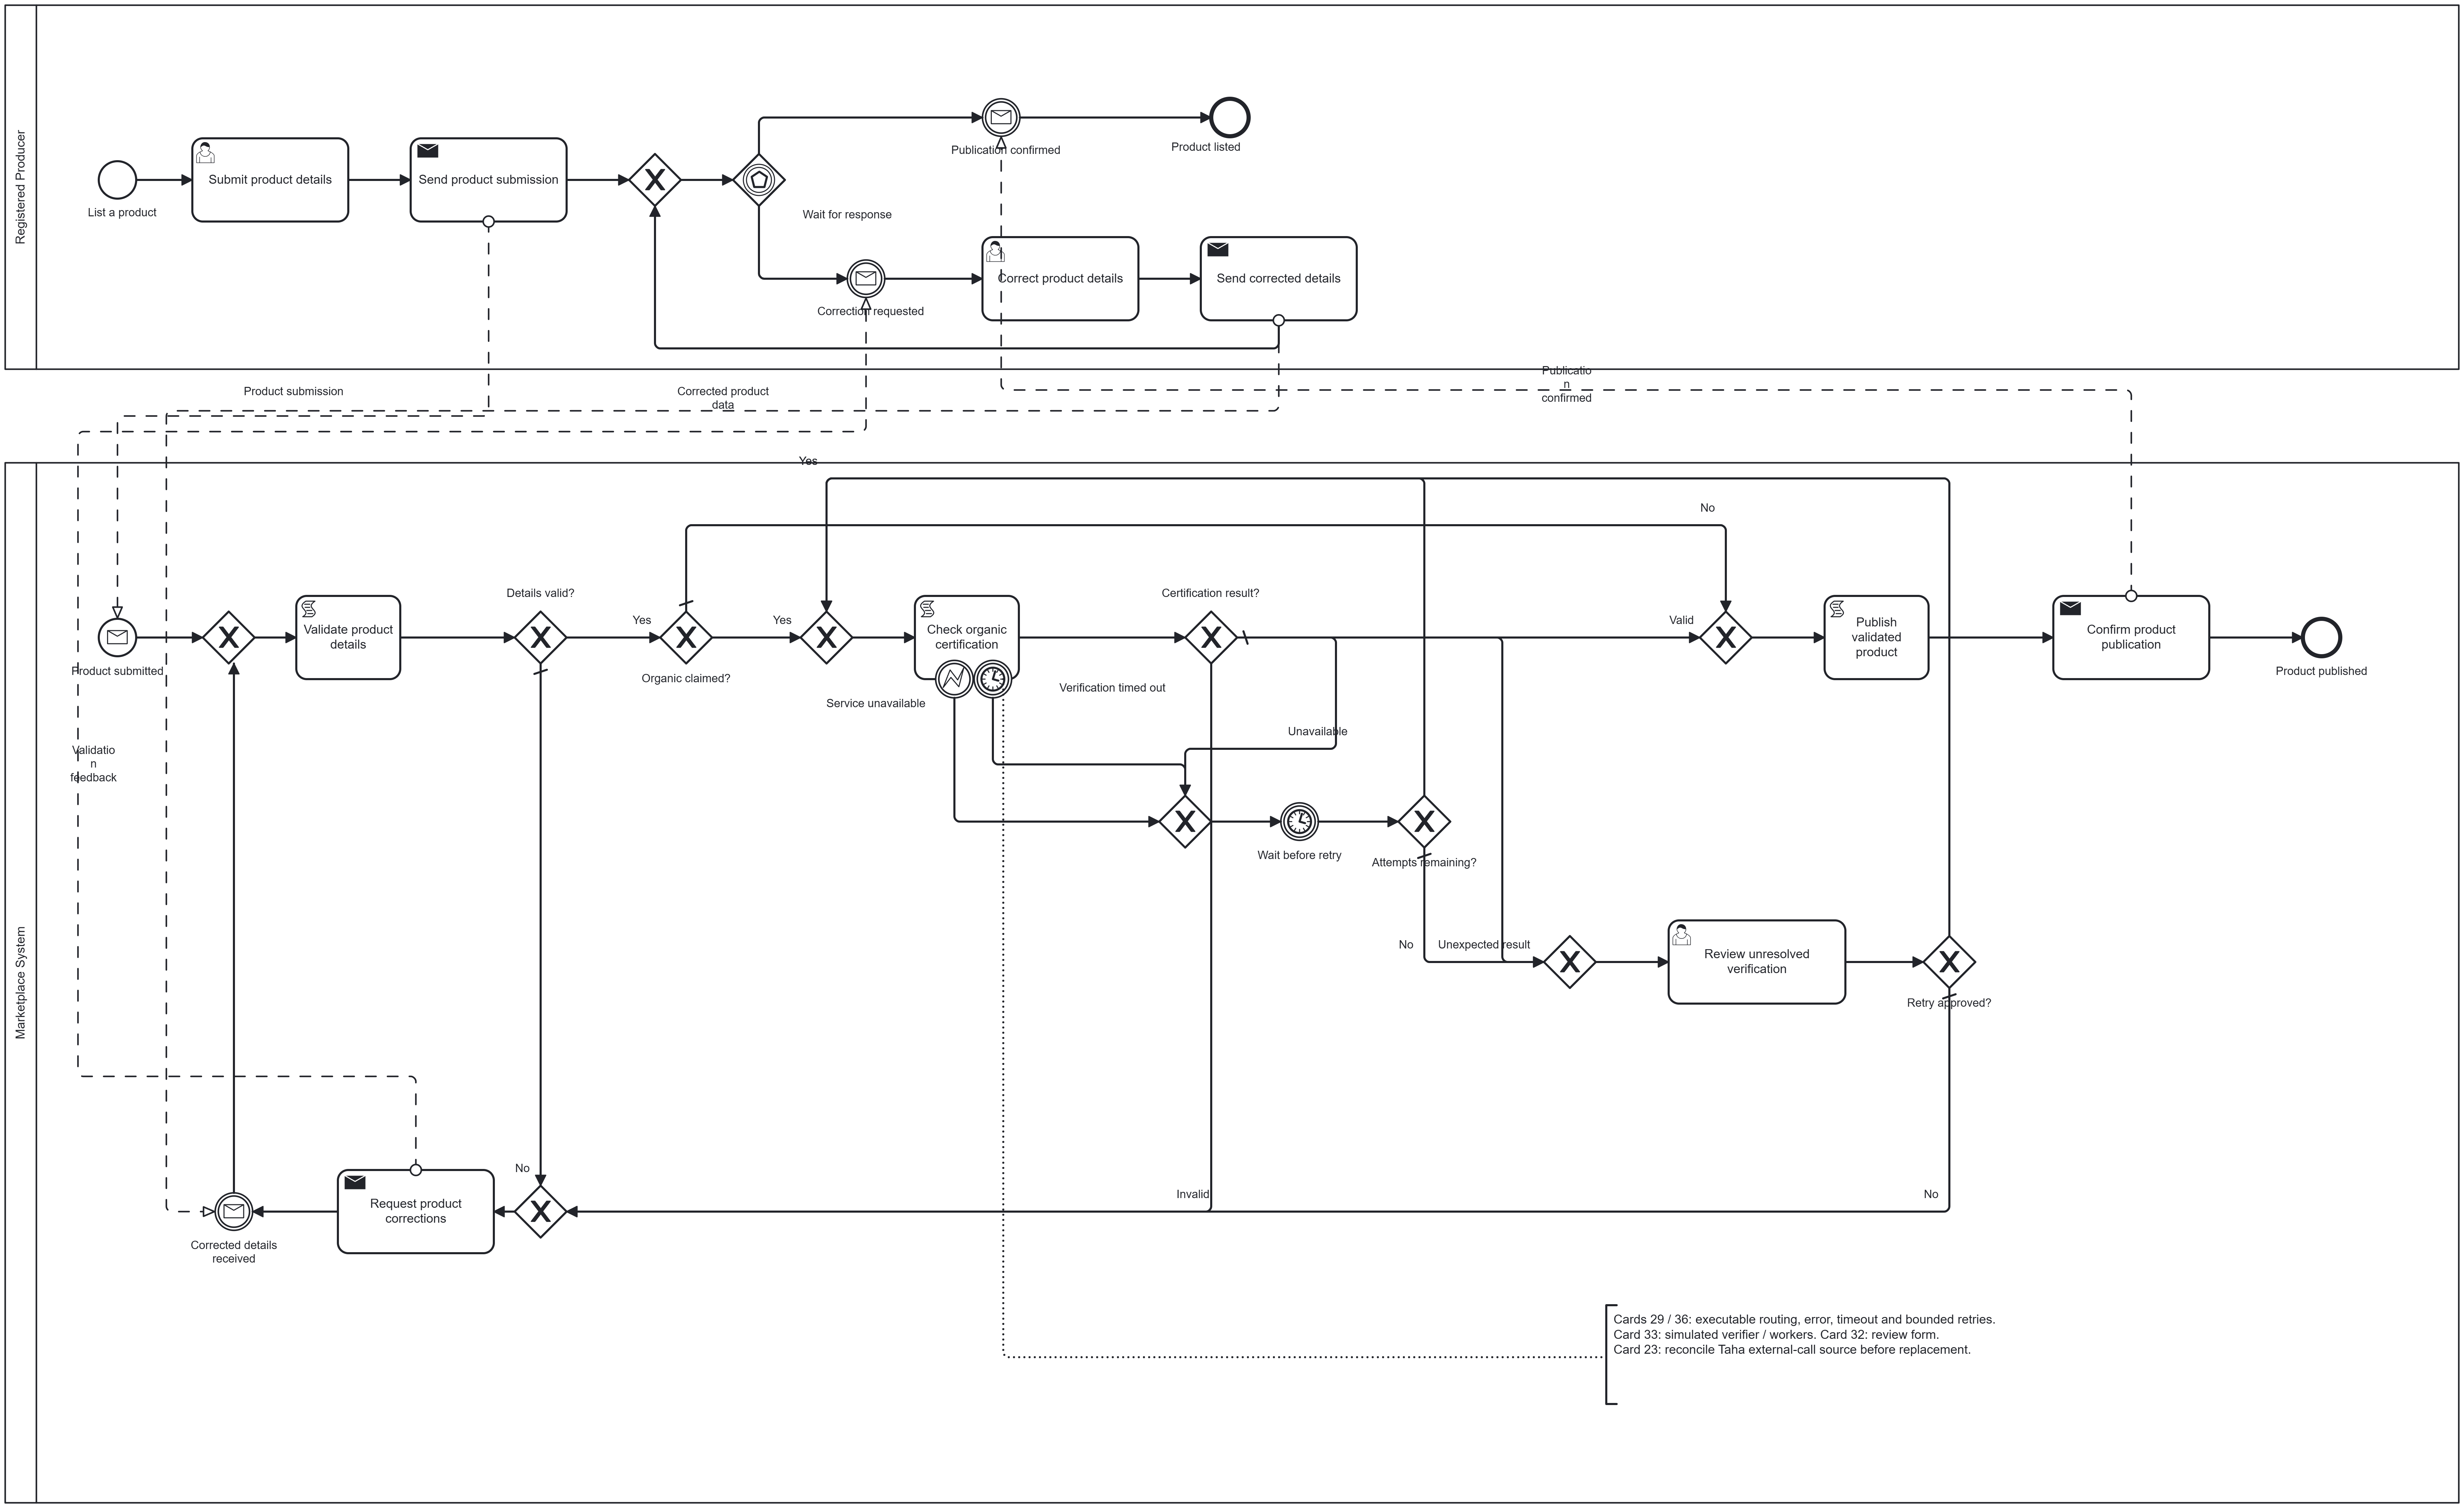 Registered Producer
List a product
Submit product details
Send product submission
Wait for response
Publication confirmed
Product listed
Correction requested
Correct product details
Send corrected details
Product submission
Corrected product
data
Publicatio
n
confirmed
Marketplace System
Yes
No
Product submitted
Validate product
details
Details valid?
Yes
Organic claimed?
Yes
Check organic
certification
Service unavailable
Verification timed out
Certification result?
Unavailable
Valid
Publish
validated
product
Confirm product
publication
Product published
Validatio
n
feedback
Wait before retry
Attempts remaining?
No
Unexpected result
Review unresolved
verification
Retry approved?
No
Invalid
No
Request product
corrections
Corrected details
received
Cards 29 / 36: executable routing, error, timeout and bounded retries.
Card 33: simulated verifier / workers. Card 32: review form.
Card 23: reconcile Taha external-call source before replacement.